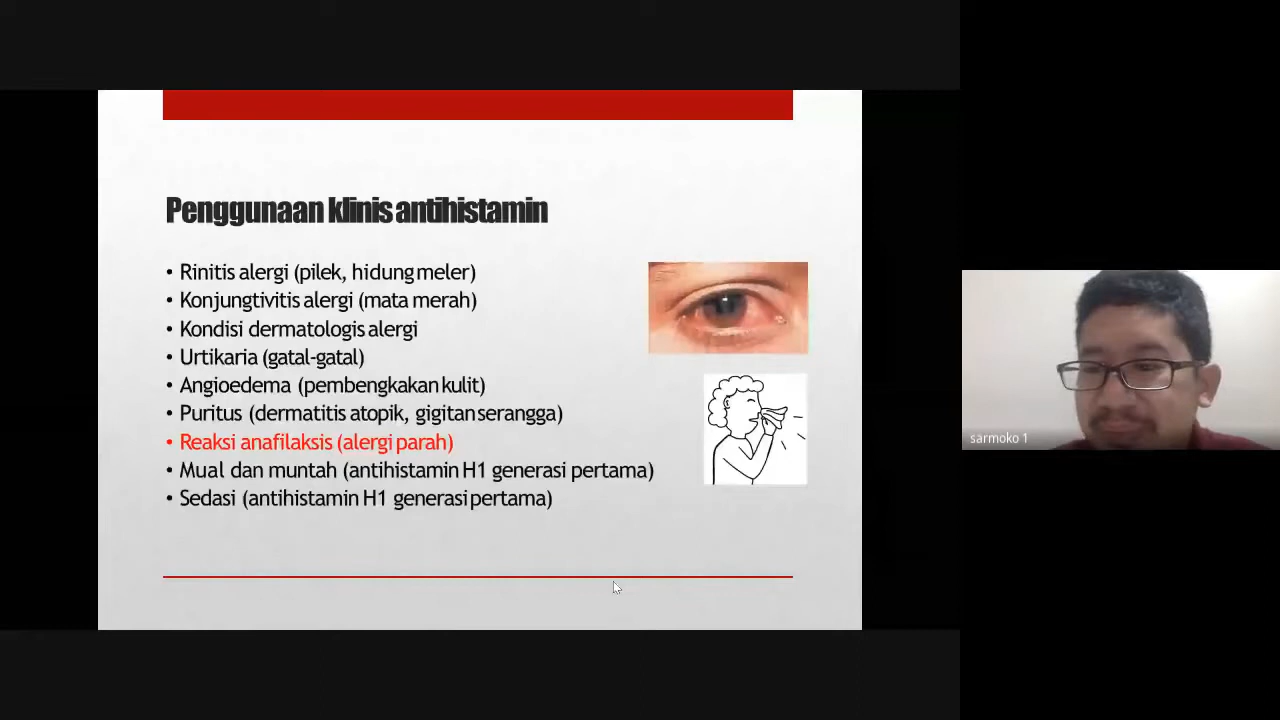 Penggunaan klinis antihistamin
• Rinitis alergi (pilek, hidung meler)
• Konjungtivitis alergi (mata merah)
• Kondisi dermatologis alergi
• Urtikaria (gatal-gatal)
• Angioedema (pembengkakan kulit)
• Puritus (dermatitis atopik, gigitan serangga)
• Reaksi anafilaksis (alergi parah)
• Mual dan muntah (antihistamin H1 generasi pertama)
• Sedasi (antihistamin H1 generasi pertama)
sarmoko 1